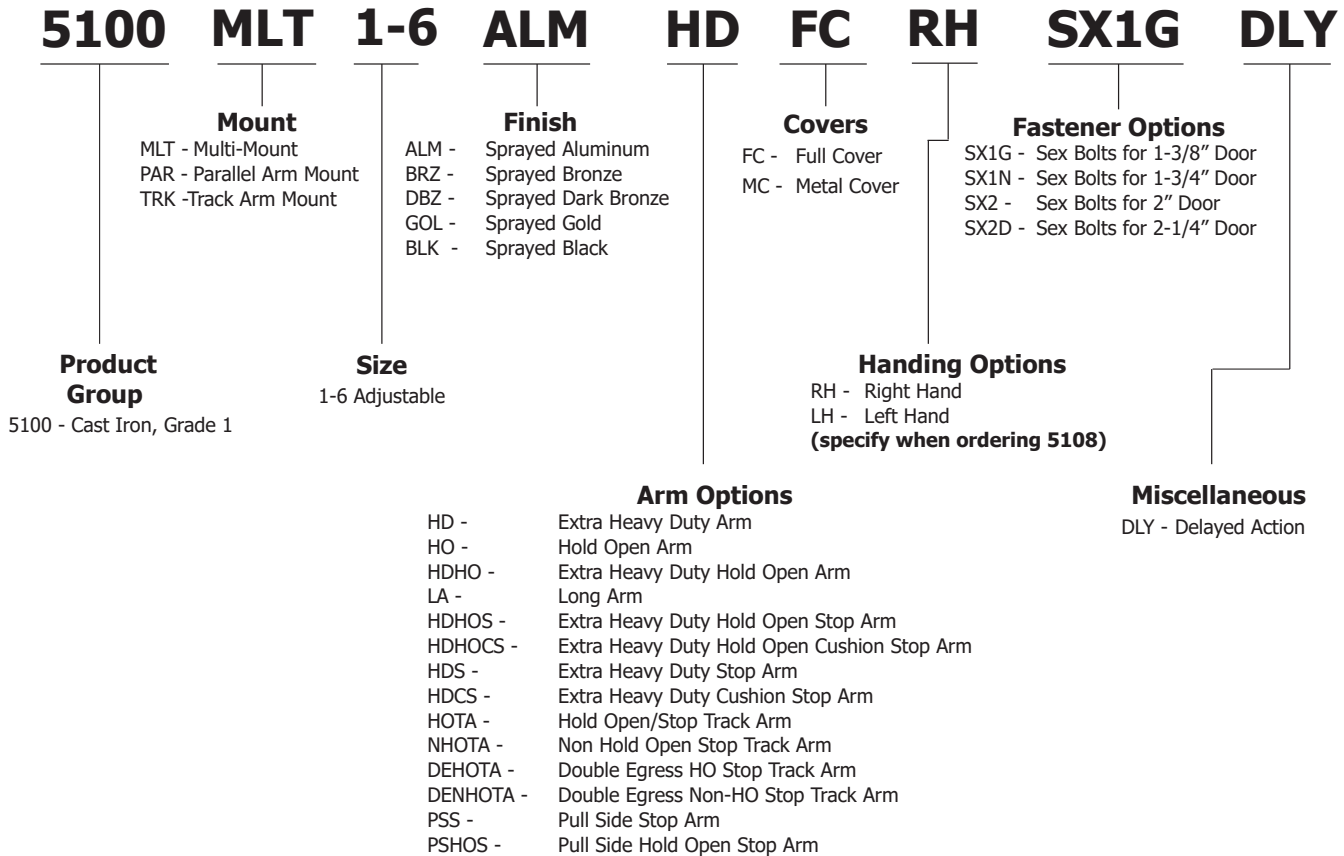 5100 MLT 1-6 ALM HD FC RH SX1G DLY
Mount
MLT - Multi-Mount
PAR - Parallel Arm Mount
TRK -Track Arm Mount
Finish
ALM - Sprayed Aluminum
BRZ - Sprayed Bronze
DBZ - Sprayed Dark Bronze
GOL - Sprayed Gold
BLK - Sprayed Black
Covers
FC - Full Cover
MC - Metal Cover
Fastener Options
SX1G - Sex Bolts for 1-3/8” Door
SX1N - Sex Bolts for 1-3/4” Door
SX2 - Sex Bolts for 2” Door
SX2D - Sex Bolts for 2-1/4” Door
Product
Group
5100 - Cast Iron, Grade 1
Size
1-6 Adjustable
Handing Options
RH - Right Hand
LH - Left Hand
(specify when ordering 5108)
Arm Options
HD - Extra Heavy Duty Arm
HO - Hold Open Arm
HDHO - Extra Heavy Duty Hold Open Arm
LA - Long Arm
HDHOS - Extra Heavy Duty Hold Open Stop Arm
HDHOCS - Extra Heavy Duty Hold Open Cushion Stop Arm
HDS - Extra Heavy Duty Stop Arm
HDCS - Extra Heavy Duty Cushion Stop Arm
HOTA - Hold Open/Stop Track Arm
NHOTA - Non Hold Open Stop Track Arm
DEHOTA - Double Egress HO Stop Track Arm
DENHOTA - Double Egress Non-HO Stop Track Arm
PSS - Pull Side Stop Arm
PSHOS - Pull Side Hold Open Stop Arm
Miscellaneous
DLY - Delayed Action